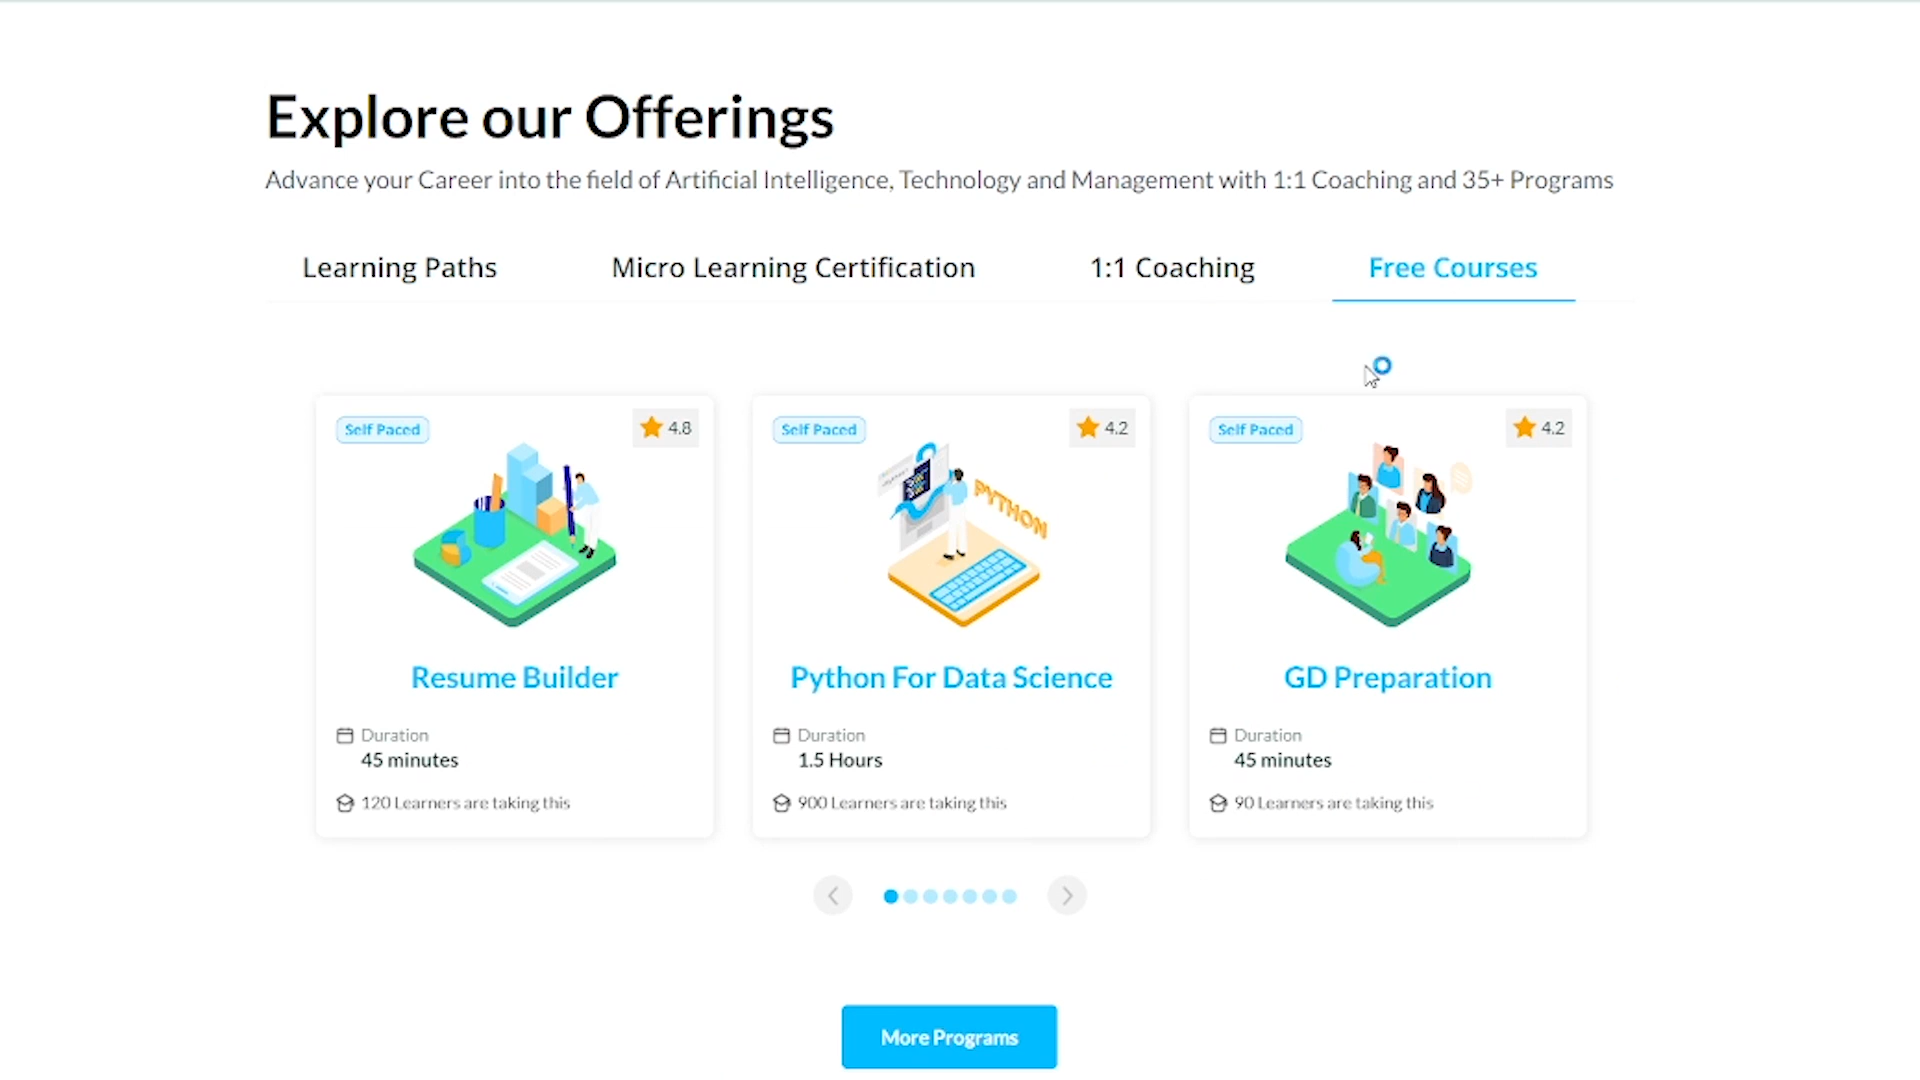 Explore our Offerings
Advance your Career into the field of Artificial Intelligence, Technology and Management with 1:1 Coaching and 35+ Programs
Learning Paths
Micro Learning Certification
1:1 Coaching
Free Courses
Self Paced
4.8
Resume Builder
Duration
45 minutes
120 Learners are taking this
Self Paced
4.2
PYTHON
Python For Data Science
Duration
1.5 Hours
900 Learners are taking this
Self Paced
4.2
GD Preparation
Duration
45 minutes
90 Learners are taking this
More Programs